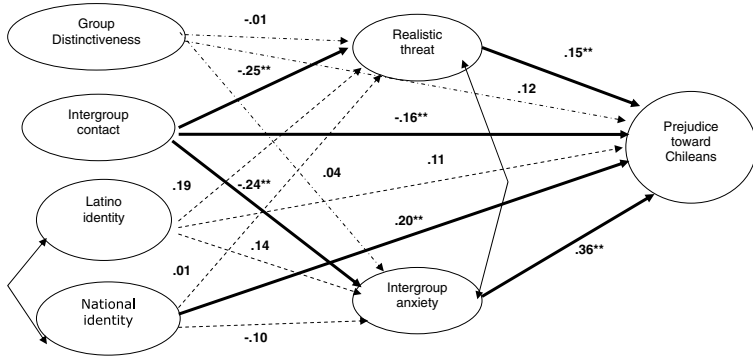 Group
Distinctiveness
-.01
Realistic
threat
-.25**
.15**
.12
Intergroup
contact
-.16**
Prejudice
toward
Chileans
.11
.19
-.24**
.04
Latino
identity
.20**
.14
.36**
.01
National
identity
Intergroup
anxiety
-.10